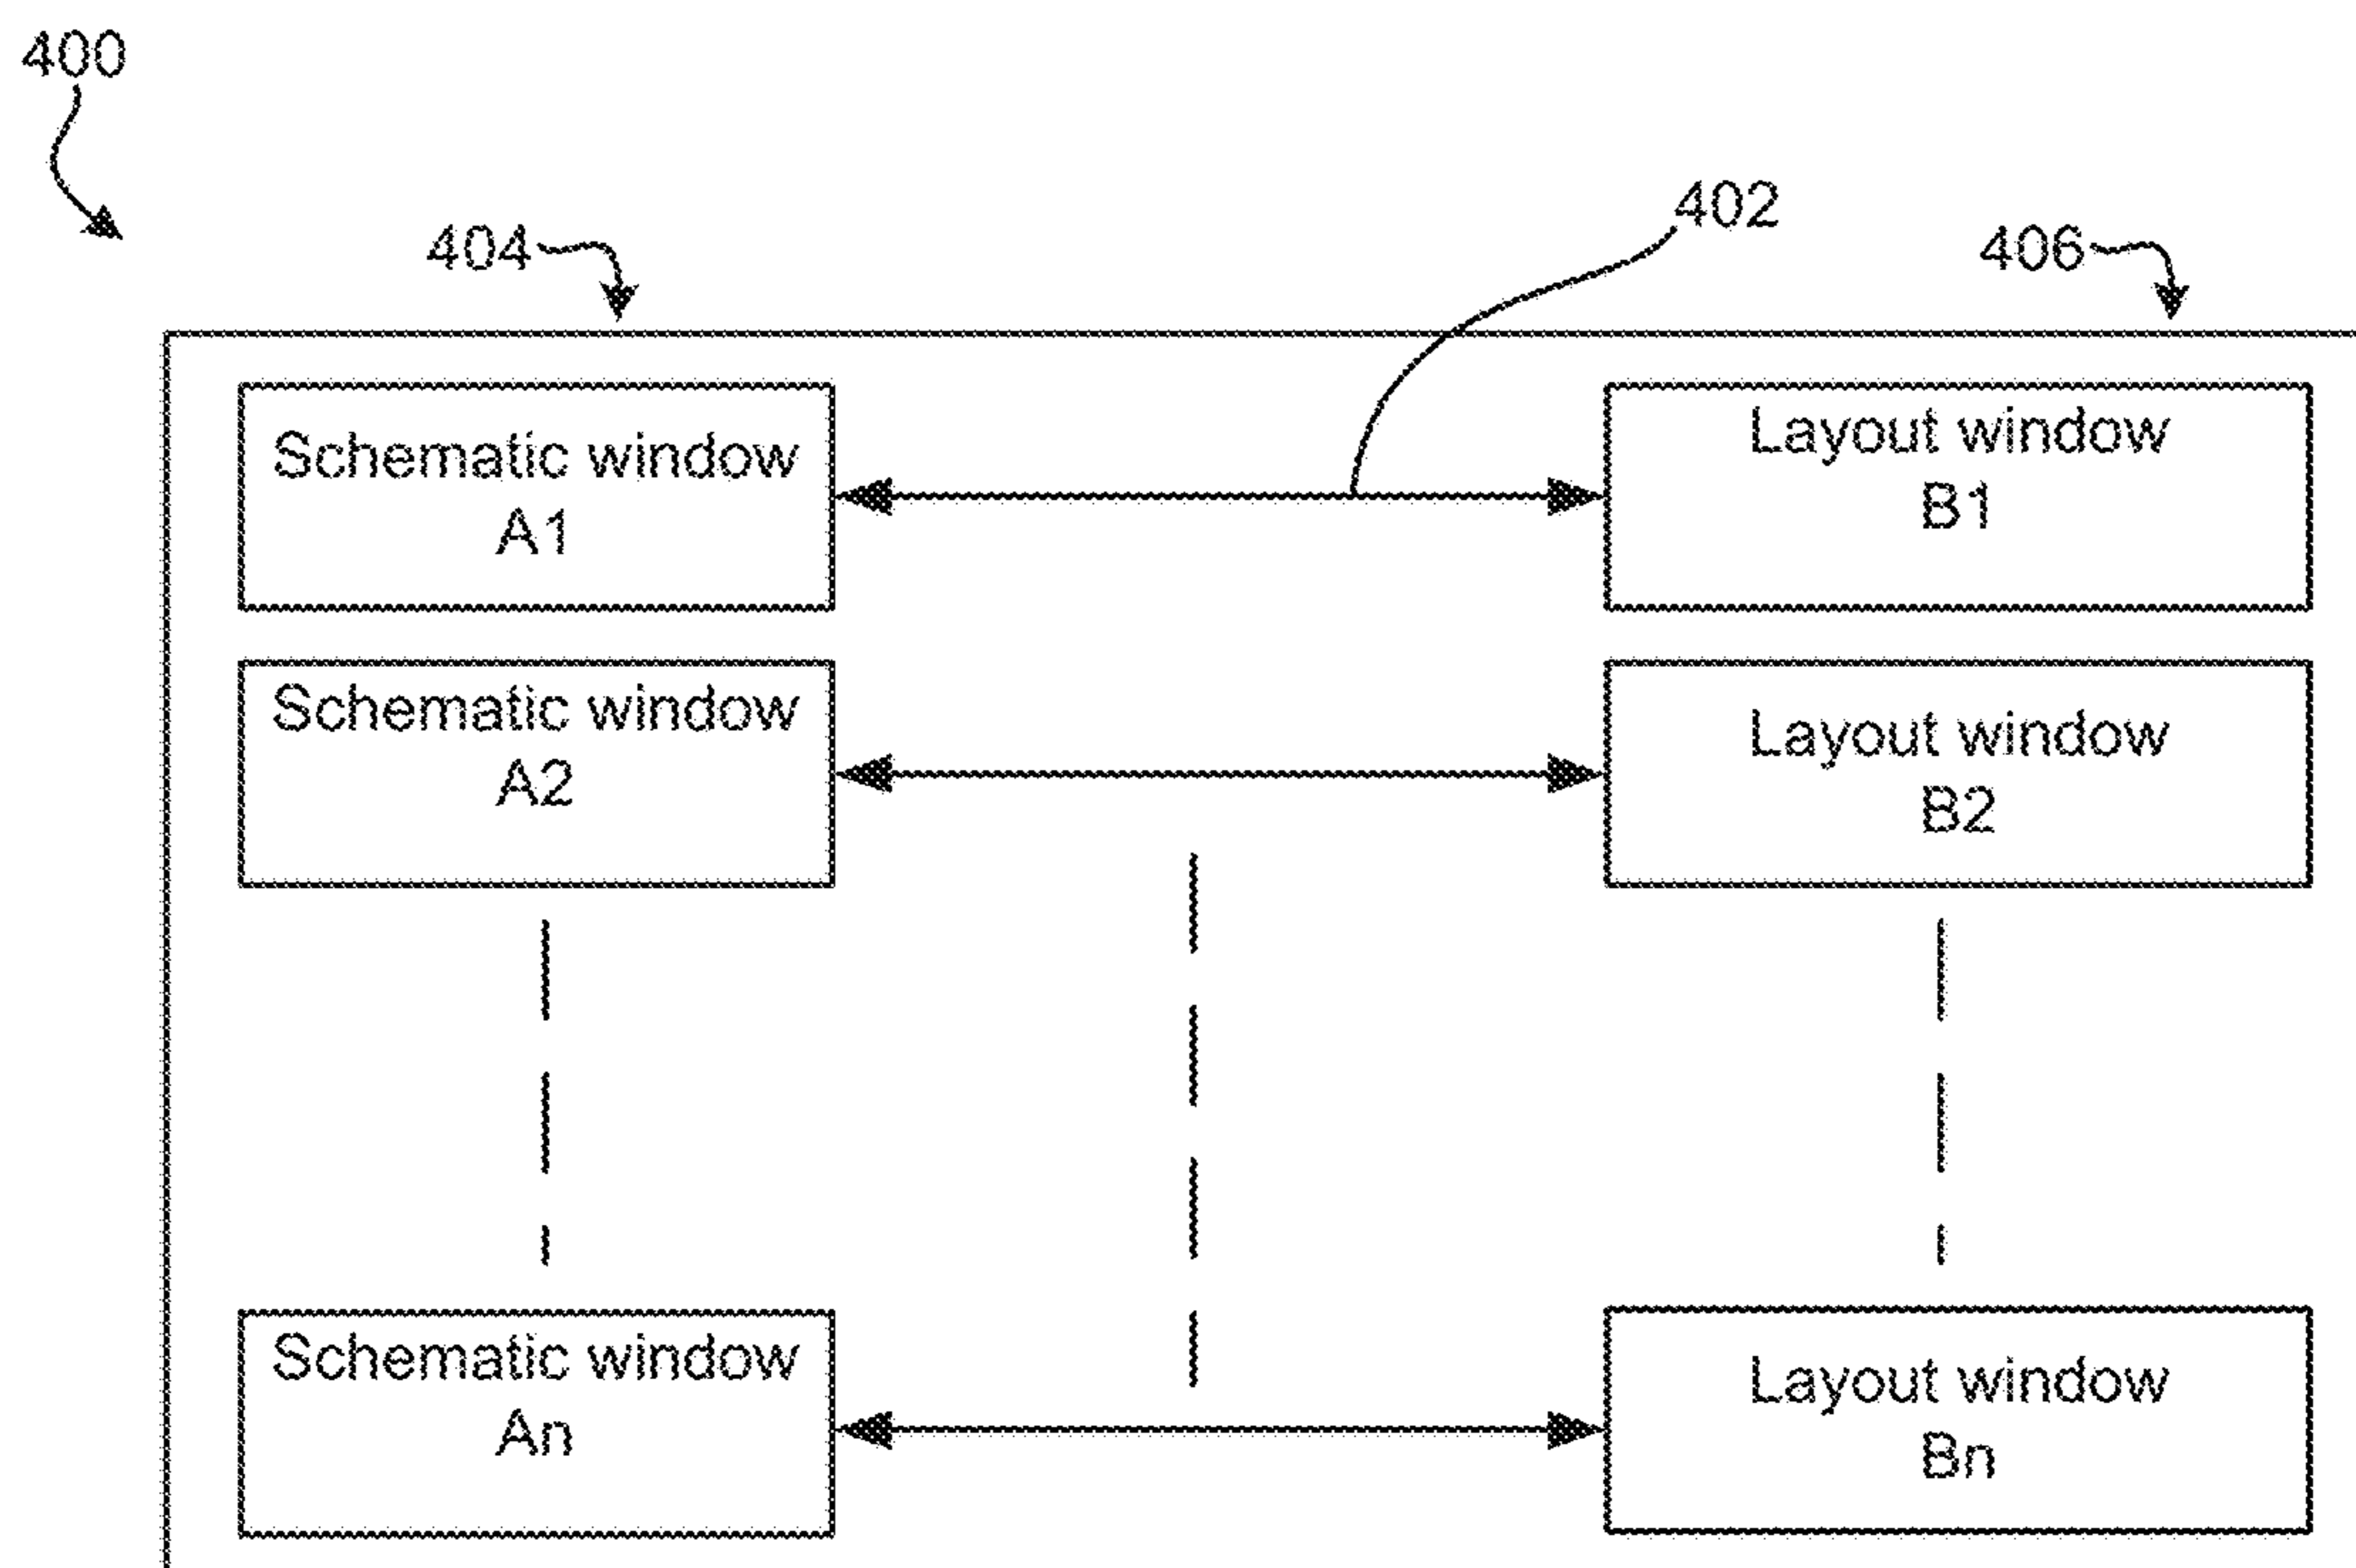 400
402
404
406
Schematic window
A1
Layout window
B1
Schematic window
A2
Layout window
B2
Schematic window
An
Layout window
Bn